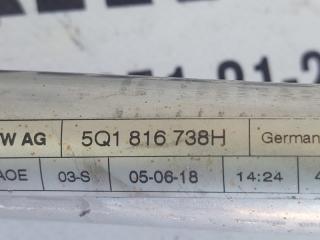 W AG 5Q1 816 738H German
AOE 03-S 05-06-18 14:24